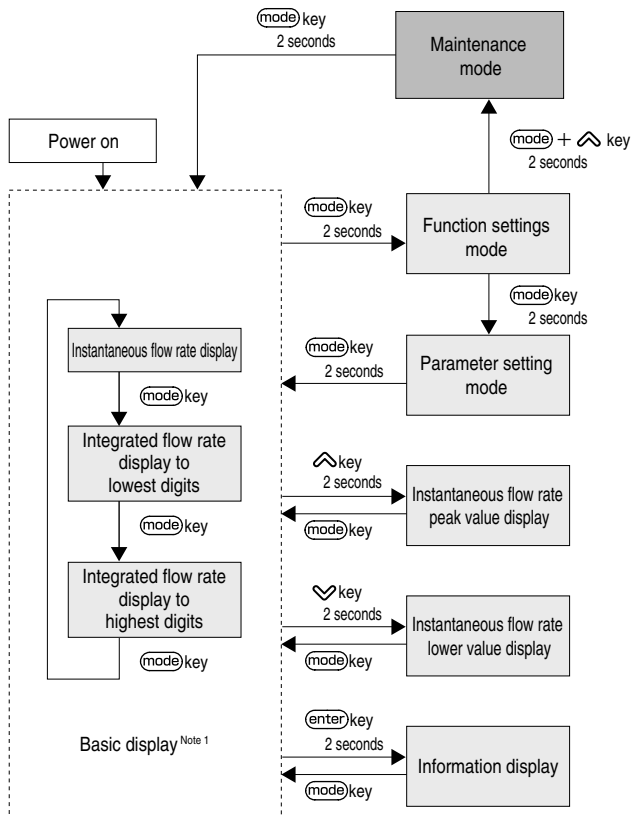 mode key
2 seconds
Maintenance
mode
Power on
mode + key
2 seconds
mode key
2 seconds
Function settings
mode
mode key
2 seconds
Instantaneous flow rate display
mode key
2 seconds
Parameter setting
mode
mode key
Integrated flow rate
display to
lowest digits
key
2 seconds
mode key
Instantaneous flow rate
peak value display
mode key
Integrated flow rate
display to
highest digits
key
2 seconds
mode key
Instantaneous flow rate
lower value display
mode key
Basic display Note 1
enter key
2 seconds
mode key
Information display